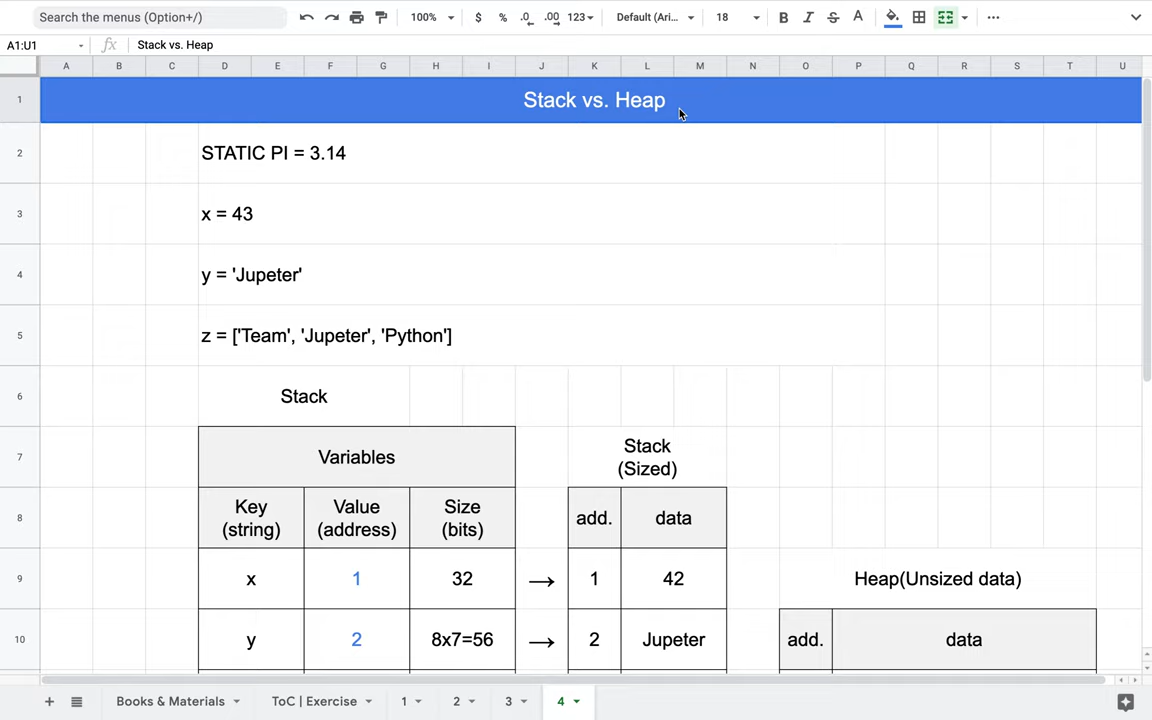 Search the menus (Option+/)
100%
$
%
.0
.00
123
Default (Ari...
18
B
I
S
A
A1:U1
fx
Stack vs. Heap
A B C D E F G H I J K L M N O P Q R S T U
1
Stack vs. Heap
2
STATIC PI = 3.14
3
x = 43
4
y = 'Jupeter'
5
z = ['Team', 'Jupeter', 'Python']
6
Stack
7
Variables
Stack
(Sized)
8
Key
(string)
Value
(address)
Size
(bits)
add.
data
9
x
1
32
→
1
42
Heap(Unsized data)
10
y
2
8x7=56
→
2
Jupeter
add.
data
Books & Materials
ToC | Exercise
1
2
3
4